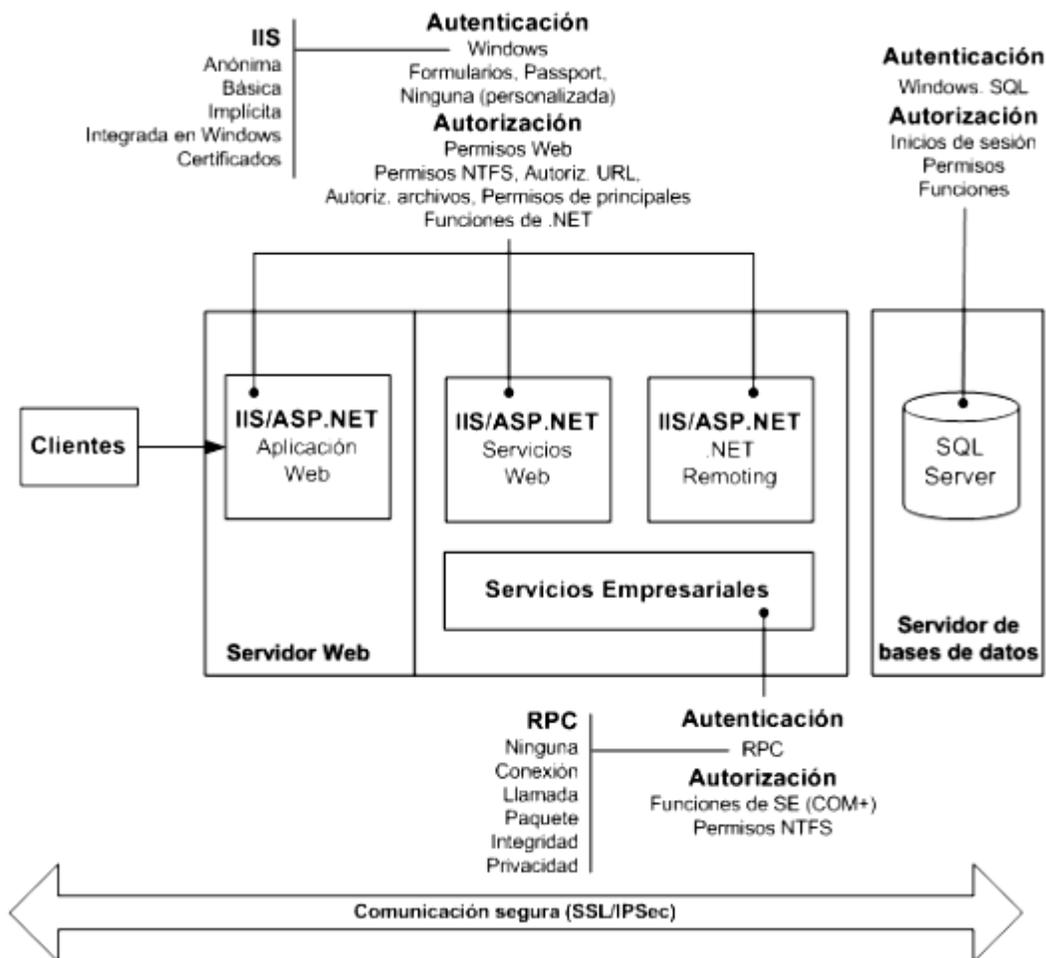 IIS
Anónima
Básica
Implícita
Integrada en Windows
Certificados
Autenticación
Windows
Formularios, Passport,
Ninguna (personalizada)
Autorización
Permisos Web
Permisos NTFS, Autoriz. URL,
Autoriz. archivos, Permisos de principales
Funciones de .NET
Autenticación
Windows. SQL
Autorización
Inicios de sesión
Permisos
Funciones
Clientes
IIS/ASP.NET
Aplicación
Web
IIS/ASP.NET
Servicios
Web
IIS/ASP.NET
.NET
Remoting
SQL
Server
Servicios Empresariales
Servidor Web
Servidor de
bases de datos
RPC
Ninguna
Conexión
Llamada
Paquete
Integridad
Privacidad
Autenticación
RPC
Autorización
Funciones de SE (COM+)
Permisos NTFS
Comunicación segura (SSL/IPSec)